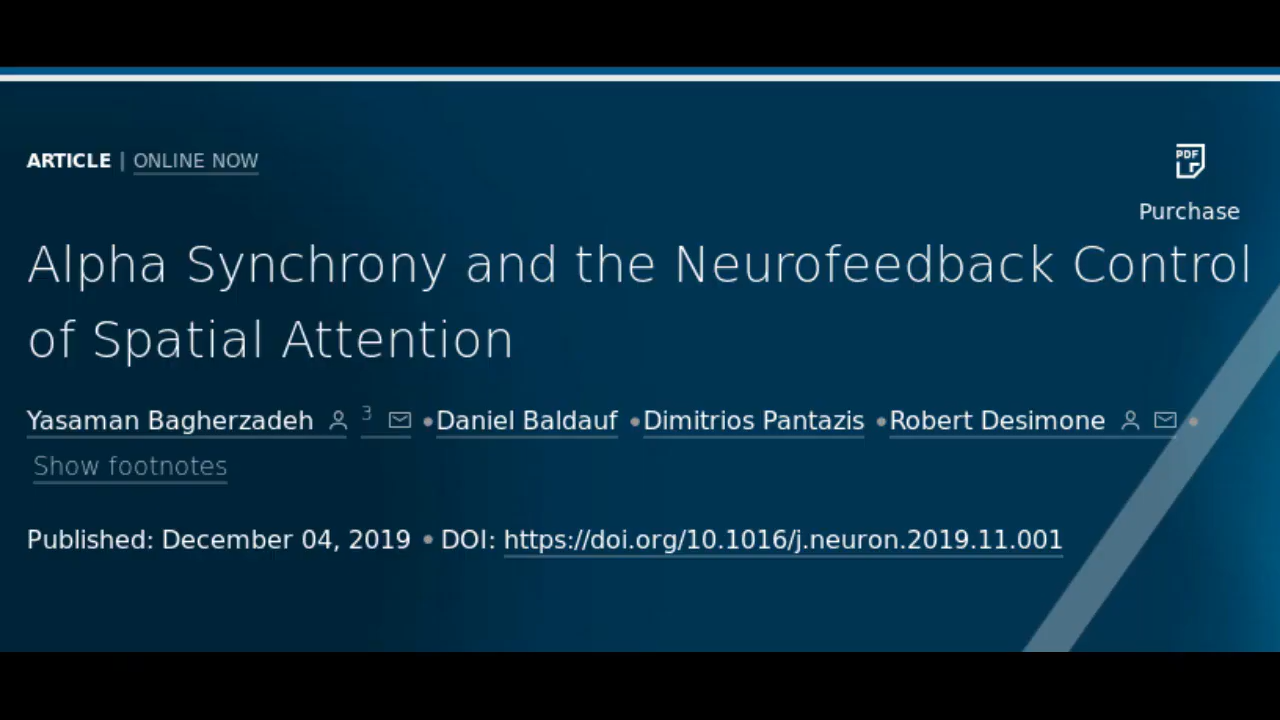 ARTICLE | ONLINE NOW
PDF
Purchase
Alpha Synchrony and the Neurofeedback Control
of Spatial Attention
Yasaman Bagherzadeh 3 •Daniel Baldauf •Dimitrios Pantazis •Robert Desimone •
Show footnotes
Published: December 04, 2019 • DOI: https://doi.org/10.1016/j.neuron.2019.11.001